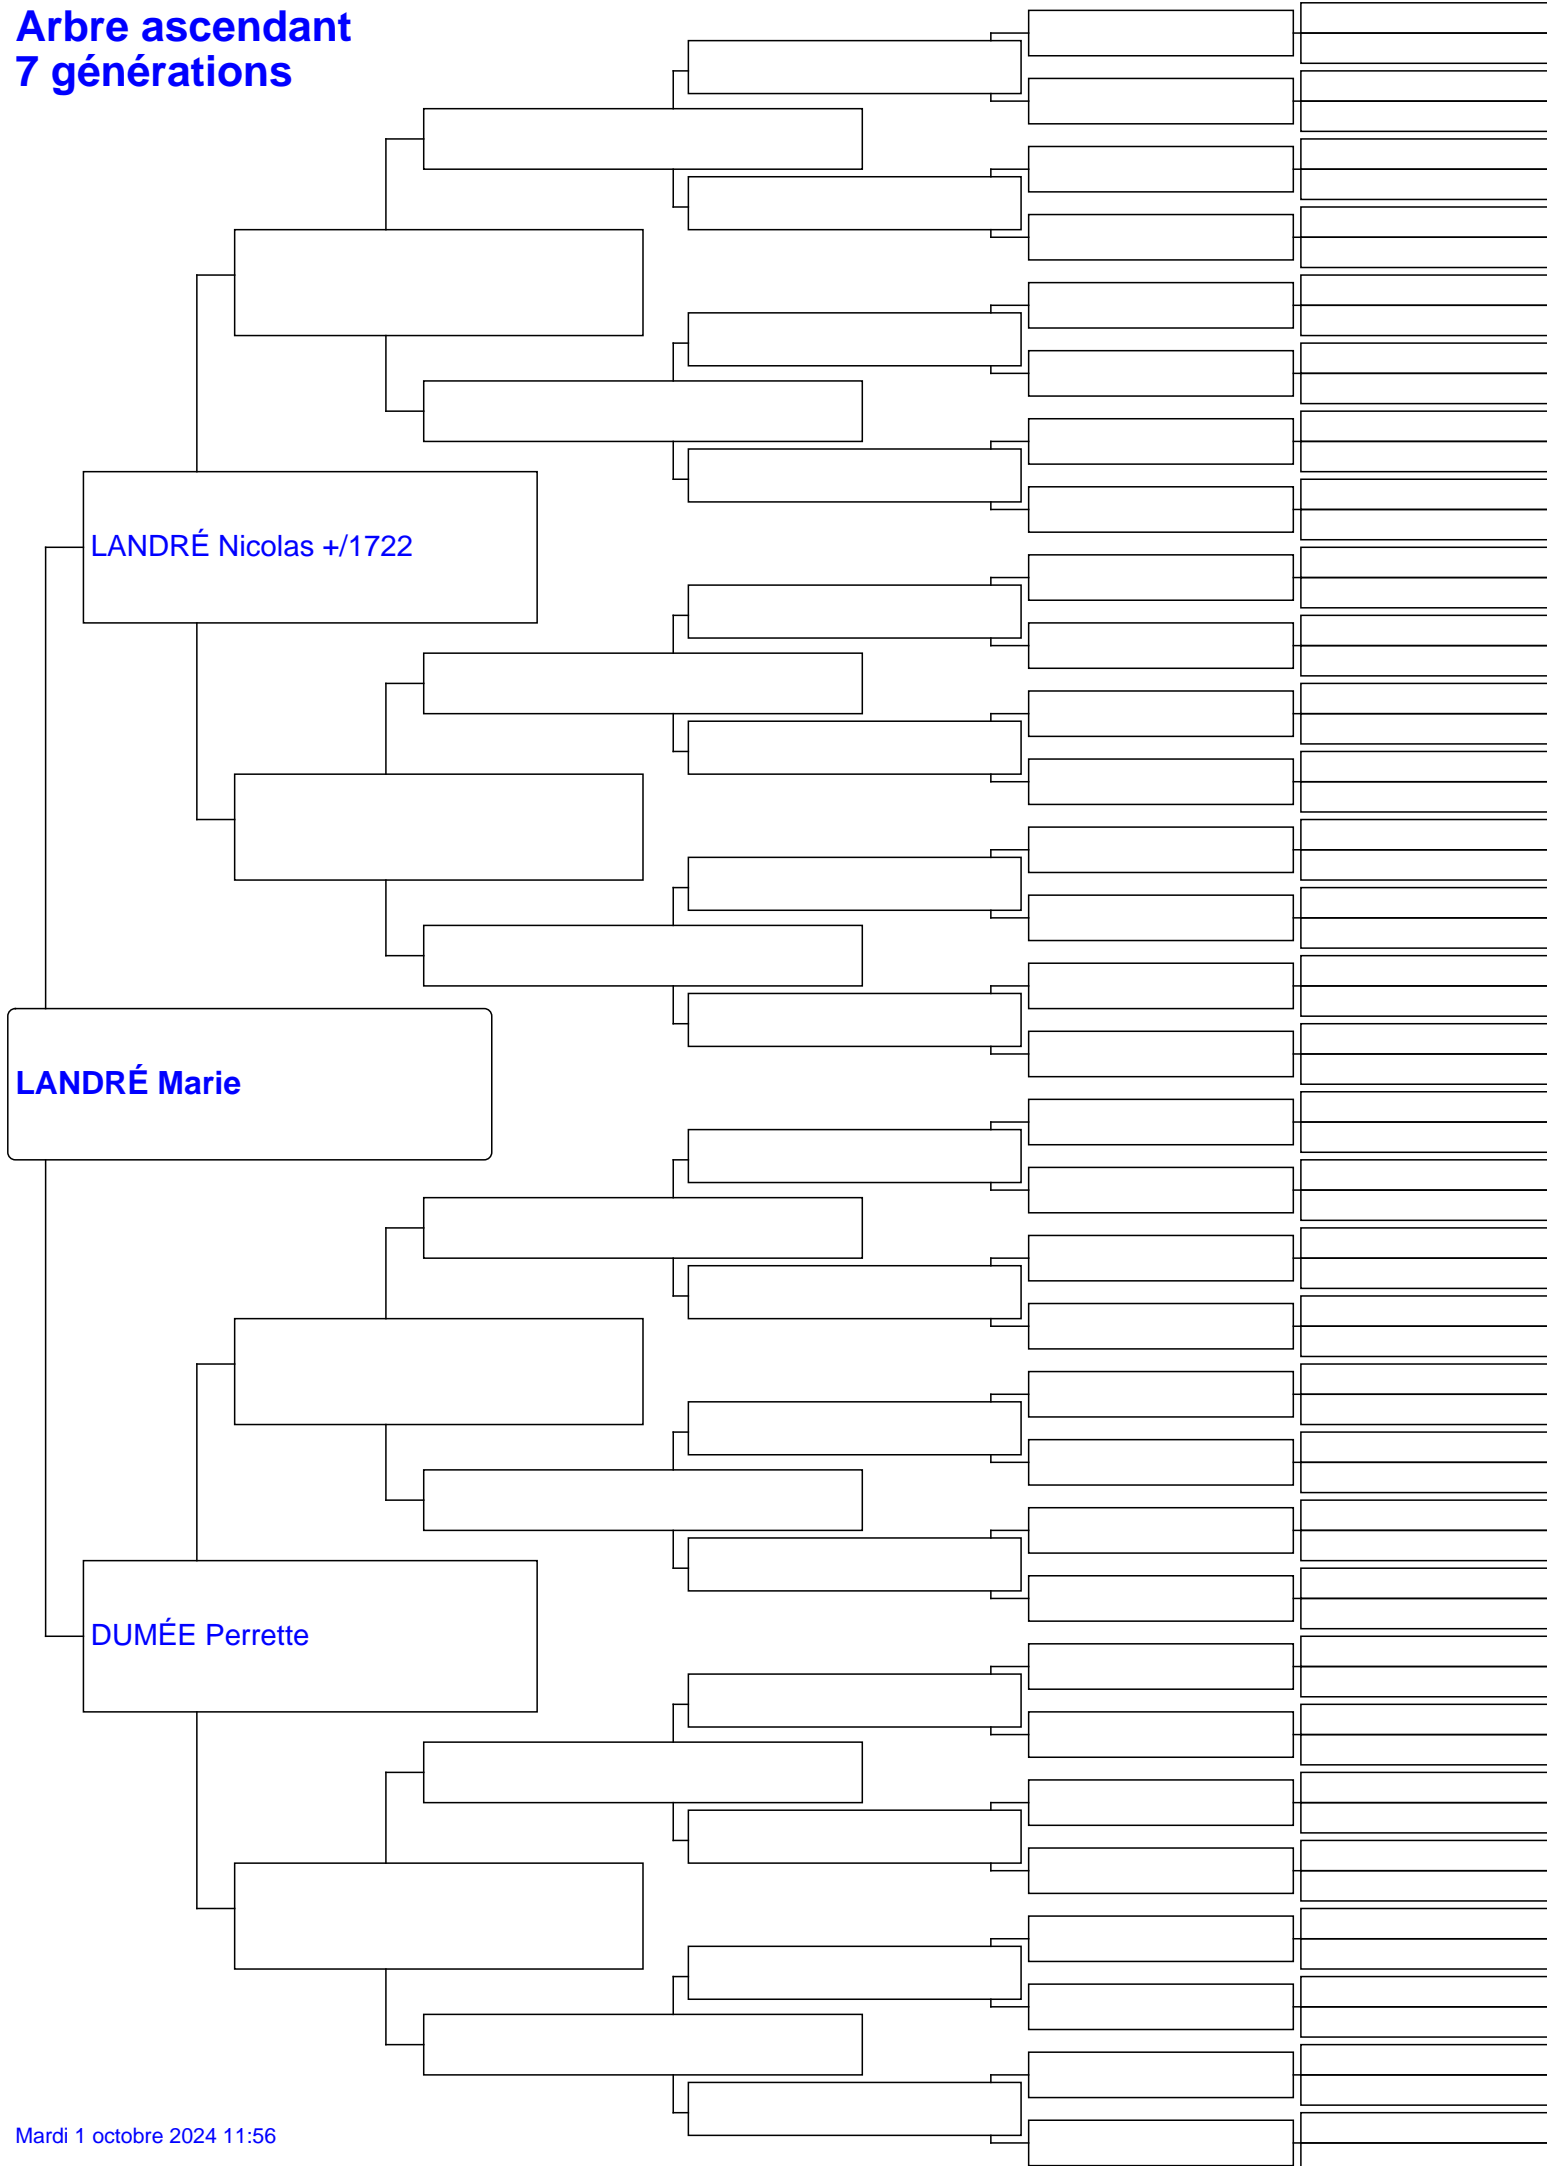 Arbre ascendant
7 générations
LANDRÉ Nicolas +/1722
LANDRÉ Marie
DUMÉE Perrette
Mardi 1 octobre 2024 11:56